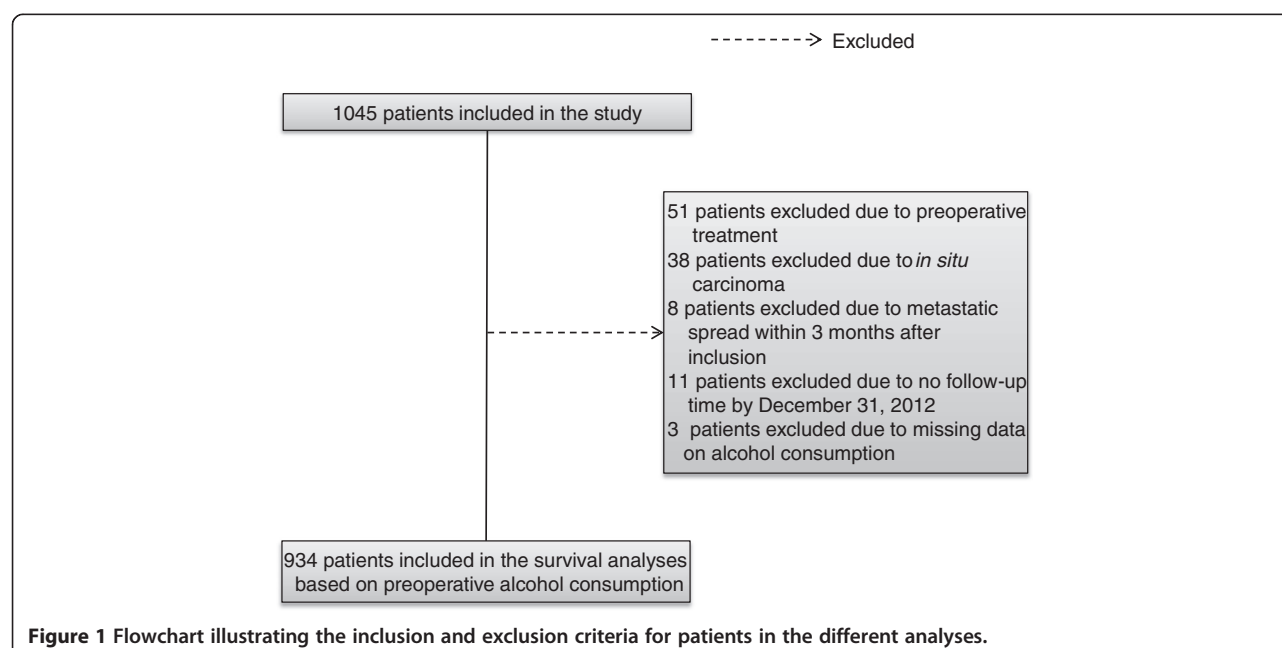 Excluded
1045 patients included in the study
51 patients excluded due to preoperative
treatment
38 patients excluded due to in situ
carcinoma
8 patients excluded due to metastatic
spread within 3 months after
inclusion
11 patients excluded due to no follow-up
time by December 31, 2012
3 patients excluded due to missing data
on alcohol consumption
934 patients included in the survival analyses
based on preoperative alcohol consumption
Figure 1 Flowchart illustrating the inclusion and exclusion criteria for patients in the different analyses.